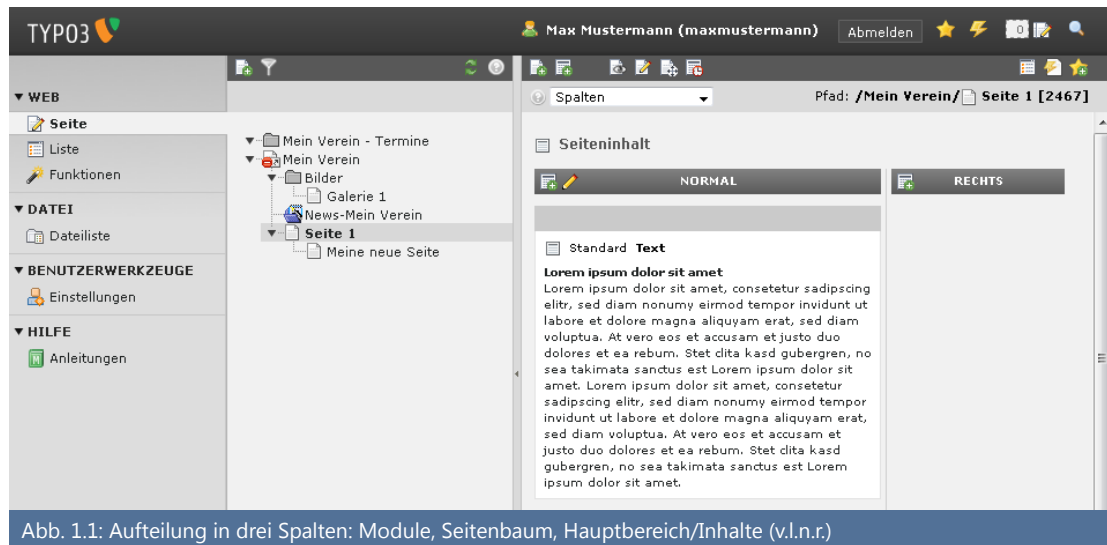 TYPO3
Max Mustermann (maxmustermann)
Abmelden
0
WEB
Seite
Liste
Funktionen
DATEI
Dateiliste
BENUTZERWERKZEUGE
Einstellungen
HILFE
Anleitungen
Mein Verein - Termine
Mein Verein
Bilder
Galerie 1
News-Mein Verein
Seite 1
Meine neue Seite
Spalten
Pfad: /Mein Verein/ Seite 1 [2467]
Seiteninhalt
NORMAL
Standard Text
Lorem ipsum dolor sit amet
Lorem ipsum dolor sit amet, consetetur sadipscing
elitr, sed diam nonumy eirmod tempor invidunt ut
labore et dolore magna aliquyam erat, sed diam
voluptua. At vero eos et accusam et justo duo
dolores et ea rebum. Stet clita kasd gubergren, no
sea takimata sanctus est Lorem ipsum dolor sit
amet. Lorem ipsum dolor sit amet, consetetur
sadipscing elitr, sed diam nonumy eirmod tempor
invidunt ut labore et dolore magna aliquyam erat,
sed diam voluptua. At vero eos et accusam et
justo duo dolores et ea rebum. Stet clita kasd
gubergren, no sea takimata sanctus est Lorem
ipsum dolor sit amet.
RECHTS
Abb. 1.1: Aufteilung in drei Spalten: Module, Seitenbaum, Hauptbereich/Inhalte (v.l.n.r.)